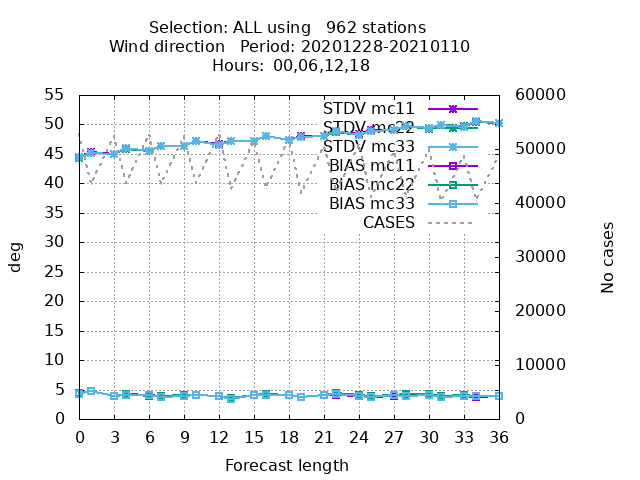 Selection: ALL using   962 stations
Wind direction   Period: 20201228-20210110
Hours:  00,06,12,18
55
50
45
40
35
30
25
20
15
10
5
0
deg
STDV mc11
STDV mc22
STDV mc33
BIAS mc11
BIAS mc22
BIAS mc33
CASES
60000
50000
40000
30000
20000
10000
0
No cases
0 3 6 9 12 15 18 21 24 27 30 33 36
Forecast length